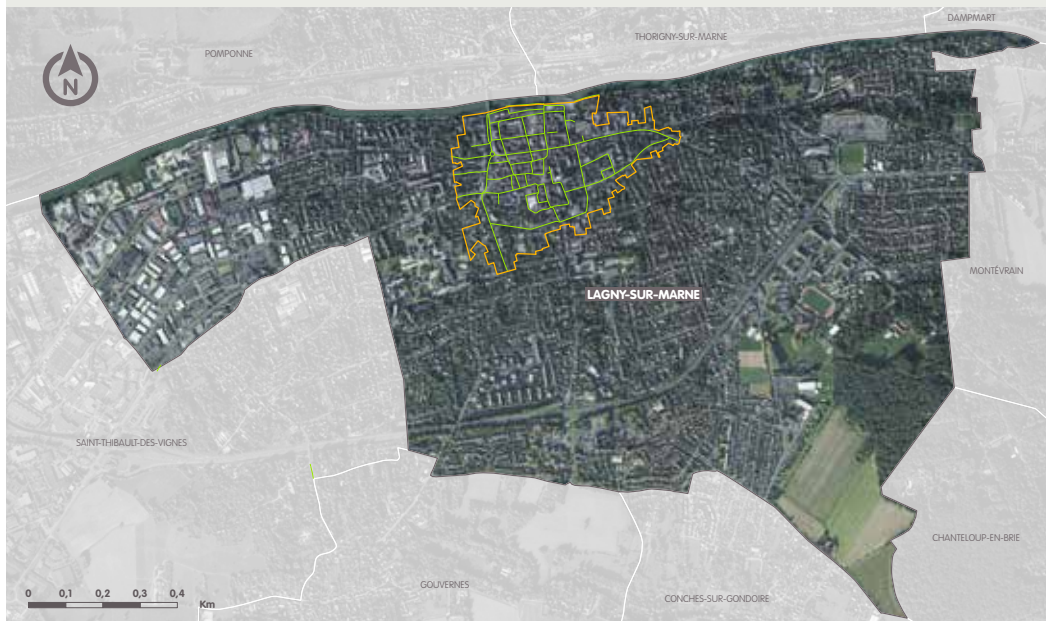 DAMPMART
THORIGNY-SUR-MARNE
POMPONNE
N
MONTÉVRAIN
LAGNY-SUR-MARNE
SAINT-THIBAULT-DES-VIGNES
CHANTELOUP-EN-BRIE
GOUVERNES
CONCHES-SUR-GONDOIRE
0 0,1 0,2 0,3 0,4
Km